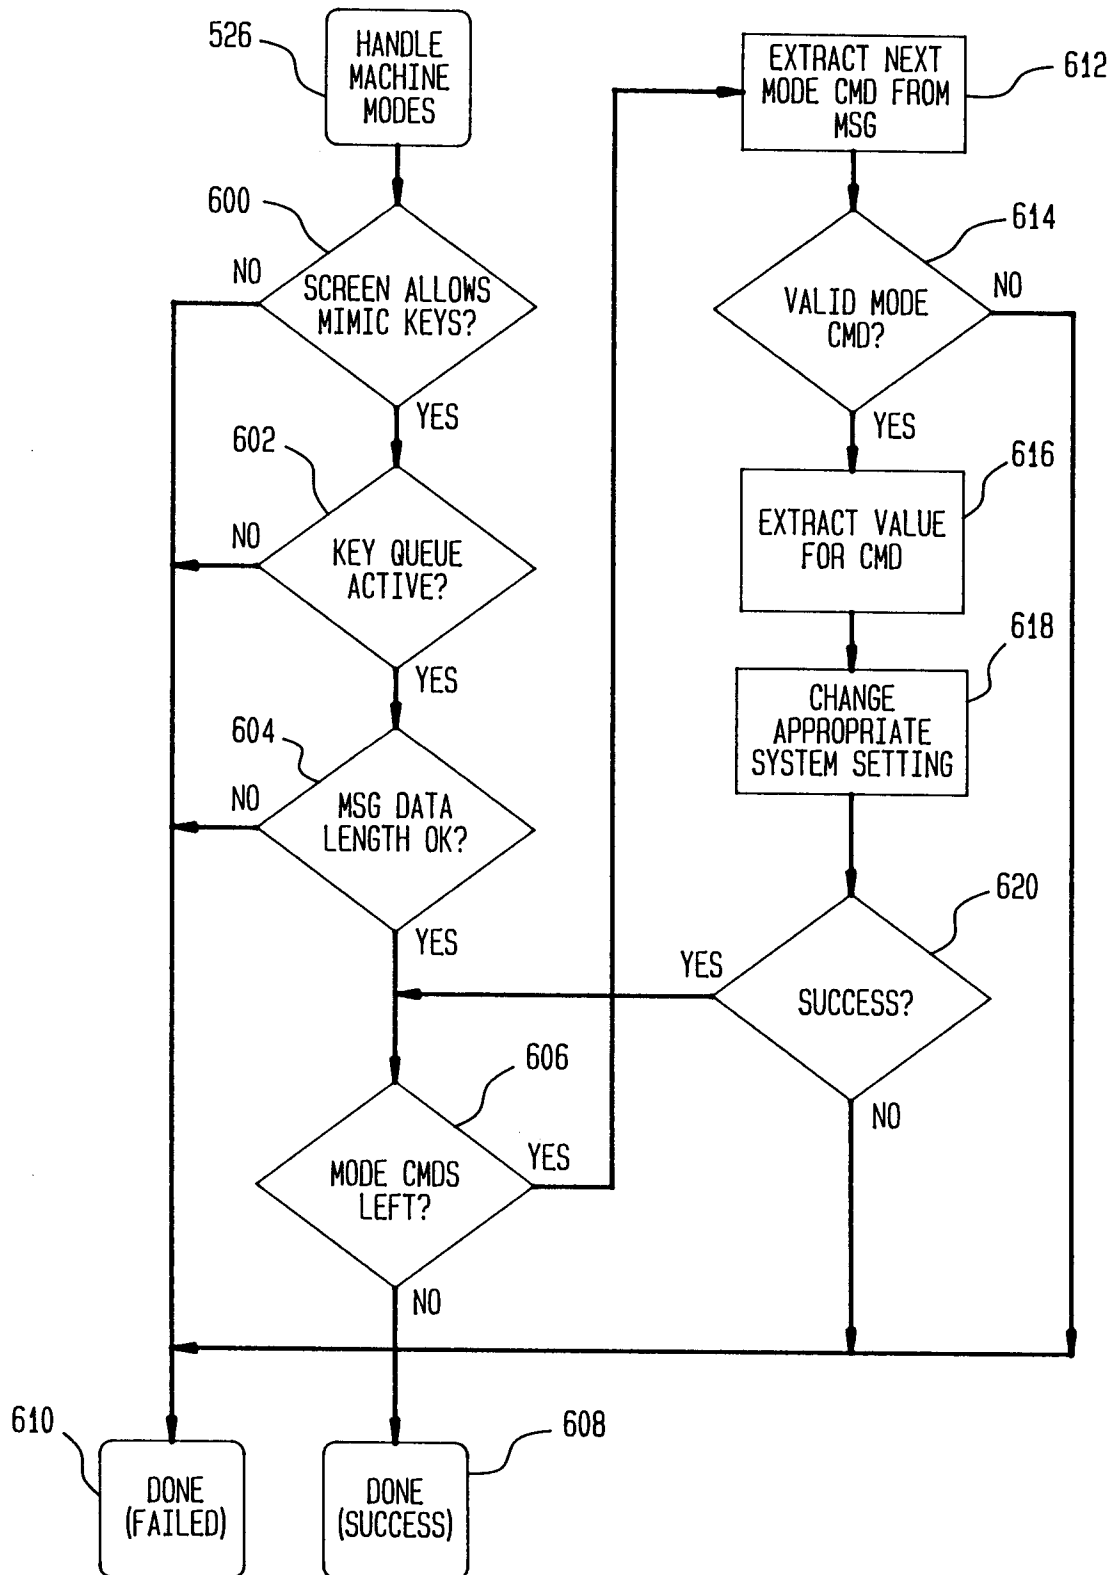 526
HANDLE
MACHINE
MODES
600
NO
SCREEN ALLOWS
MIMIC KEYS?
YES
602
NO
KEY QUEUE
ACTIVE?
YES
604
NO
MSG DATA
LENGTH OK?
YES
606
MODE CMDS
LEFT?
YES
NO
610
DONE
(FAILED)
608
DONE
(SUCCESS)
612
EXTRACT NEXT
MODE CMD FROM
MSG
614
NO
VALID MODE
CMD?
YES
616
EXTRACT VALUE
FOR CMD
618
CHANGE
APPROPRIATE
SYSTEM SETTING
620
YES
SUCCESS?
NO